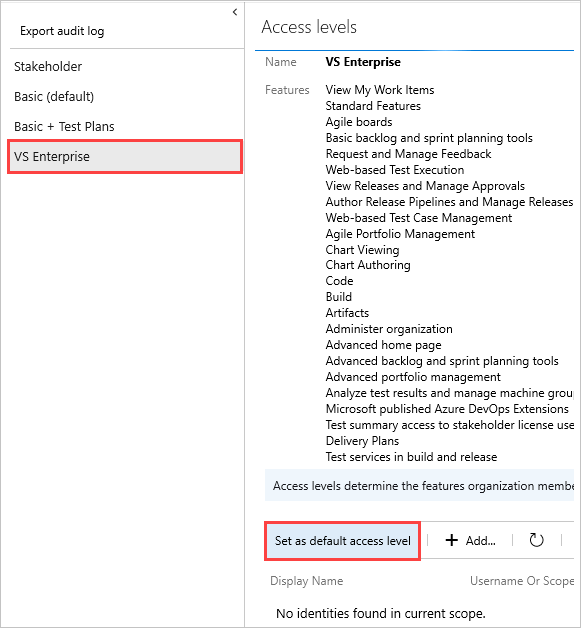 Export audit log
Stakeholder
Basic (default)
Basic + Test Plans
VS Enterprise
Access levels
Name VS Enterprise
Features View My Work Items
Standard Features
Agile boards
Basic backlog and sprint planning tools
Request and Manage Feedback
Web-based Test Execution
View Releases and Manage Approvals
Author Release Pipelines and Manage Releases
Web-based Test Case Management
Agile Portfolio Management
Chart Viewing
Chart Authoring
Code
Build
Artifacts
Administer organization
Advanced home page
Advanced backlog and sprint planning tools
Advanced portfolio management
Analyze test results and manage machine grou
Microsoft published Azure DevOps Extensions
Test summary access to stakeholder license use
Delivery Plans
Test services in build and release
Access levels determine the features organization membe
Set as default access level + Add...
Display Name Username Or Scope
No identities found in current scope.